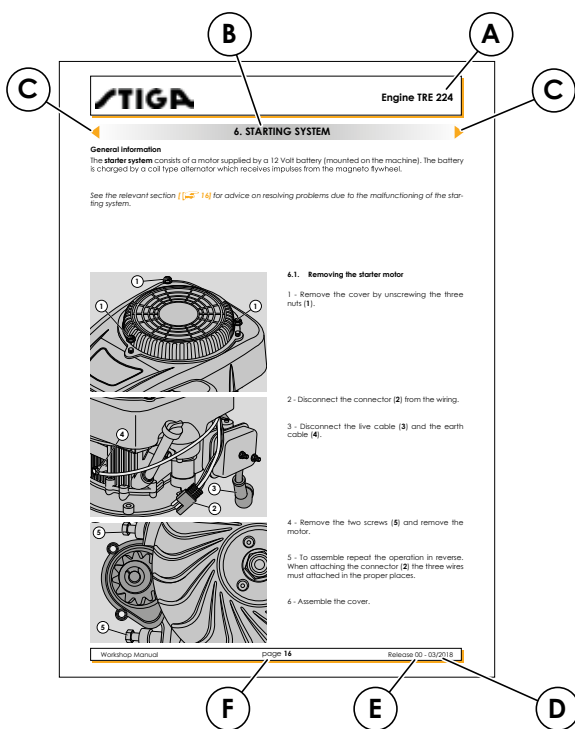 B
A
C
C
STIGA
Engine TRE 224
6. STARTING SYSTEM
General information
The starter system consists of a motor supplied by a 12 Volt battery (mounted on the machine). The battery
is charged by a coil type alternator which receives impulses from the magneto flywheel.
See the relevant section [ 16] for advice on resolving problems due to the malfunctioning of the star-
ting system.
6.1. Removing the starter motor
1 - Remove the cover by unscrewing the three
nuts (1).
1
1
1
2 - Disconnect the connector (2) from the wiring.
3 - Disconnect the live cable (3) and the earth
cable (4).
4
3
2
4 - Remove the two screws (5) and remove the
motor.
5 - To assemble repeat the operation in reverse.
When attaching the connector (2) the three wires
must attached in the proper places.
6 - Assemble the cover.
5
5
Workshop Manual page 16 Release 00 - 03/2018
F
E
D